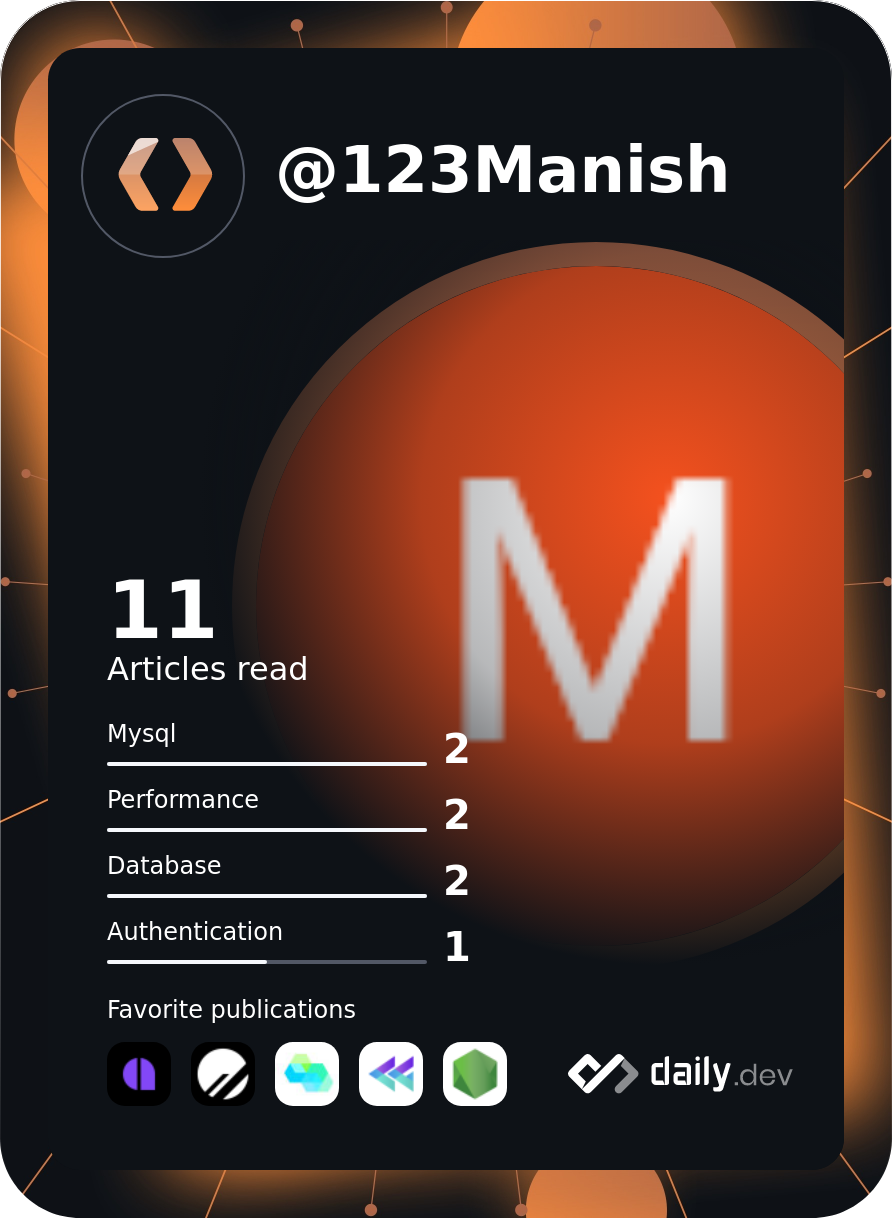 @123Manish
M
11
Articles read
Mysql 2
Performance 2
Database 2
Authentication 1
Favorite publications
daily.dev